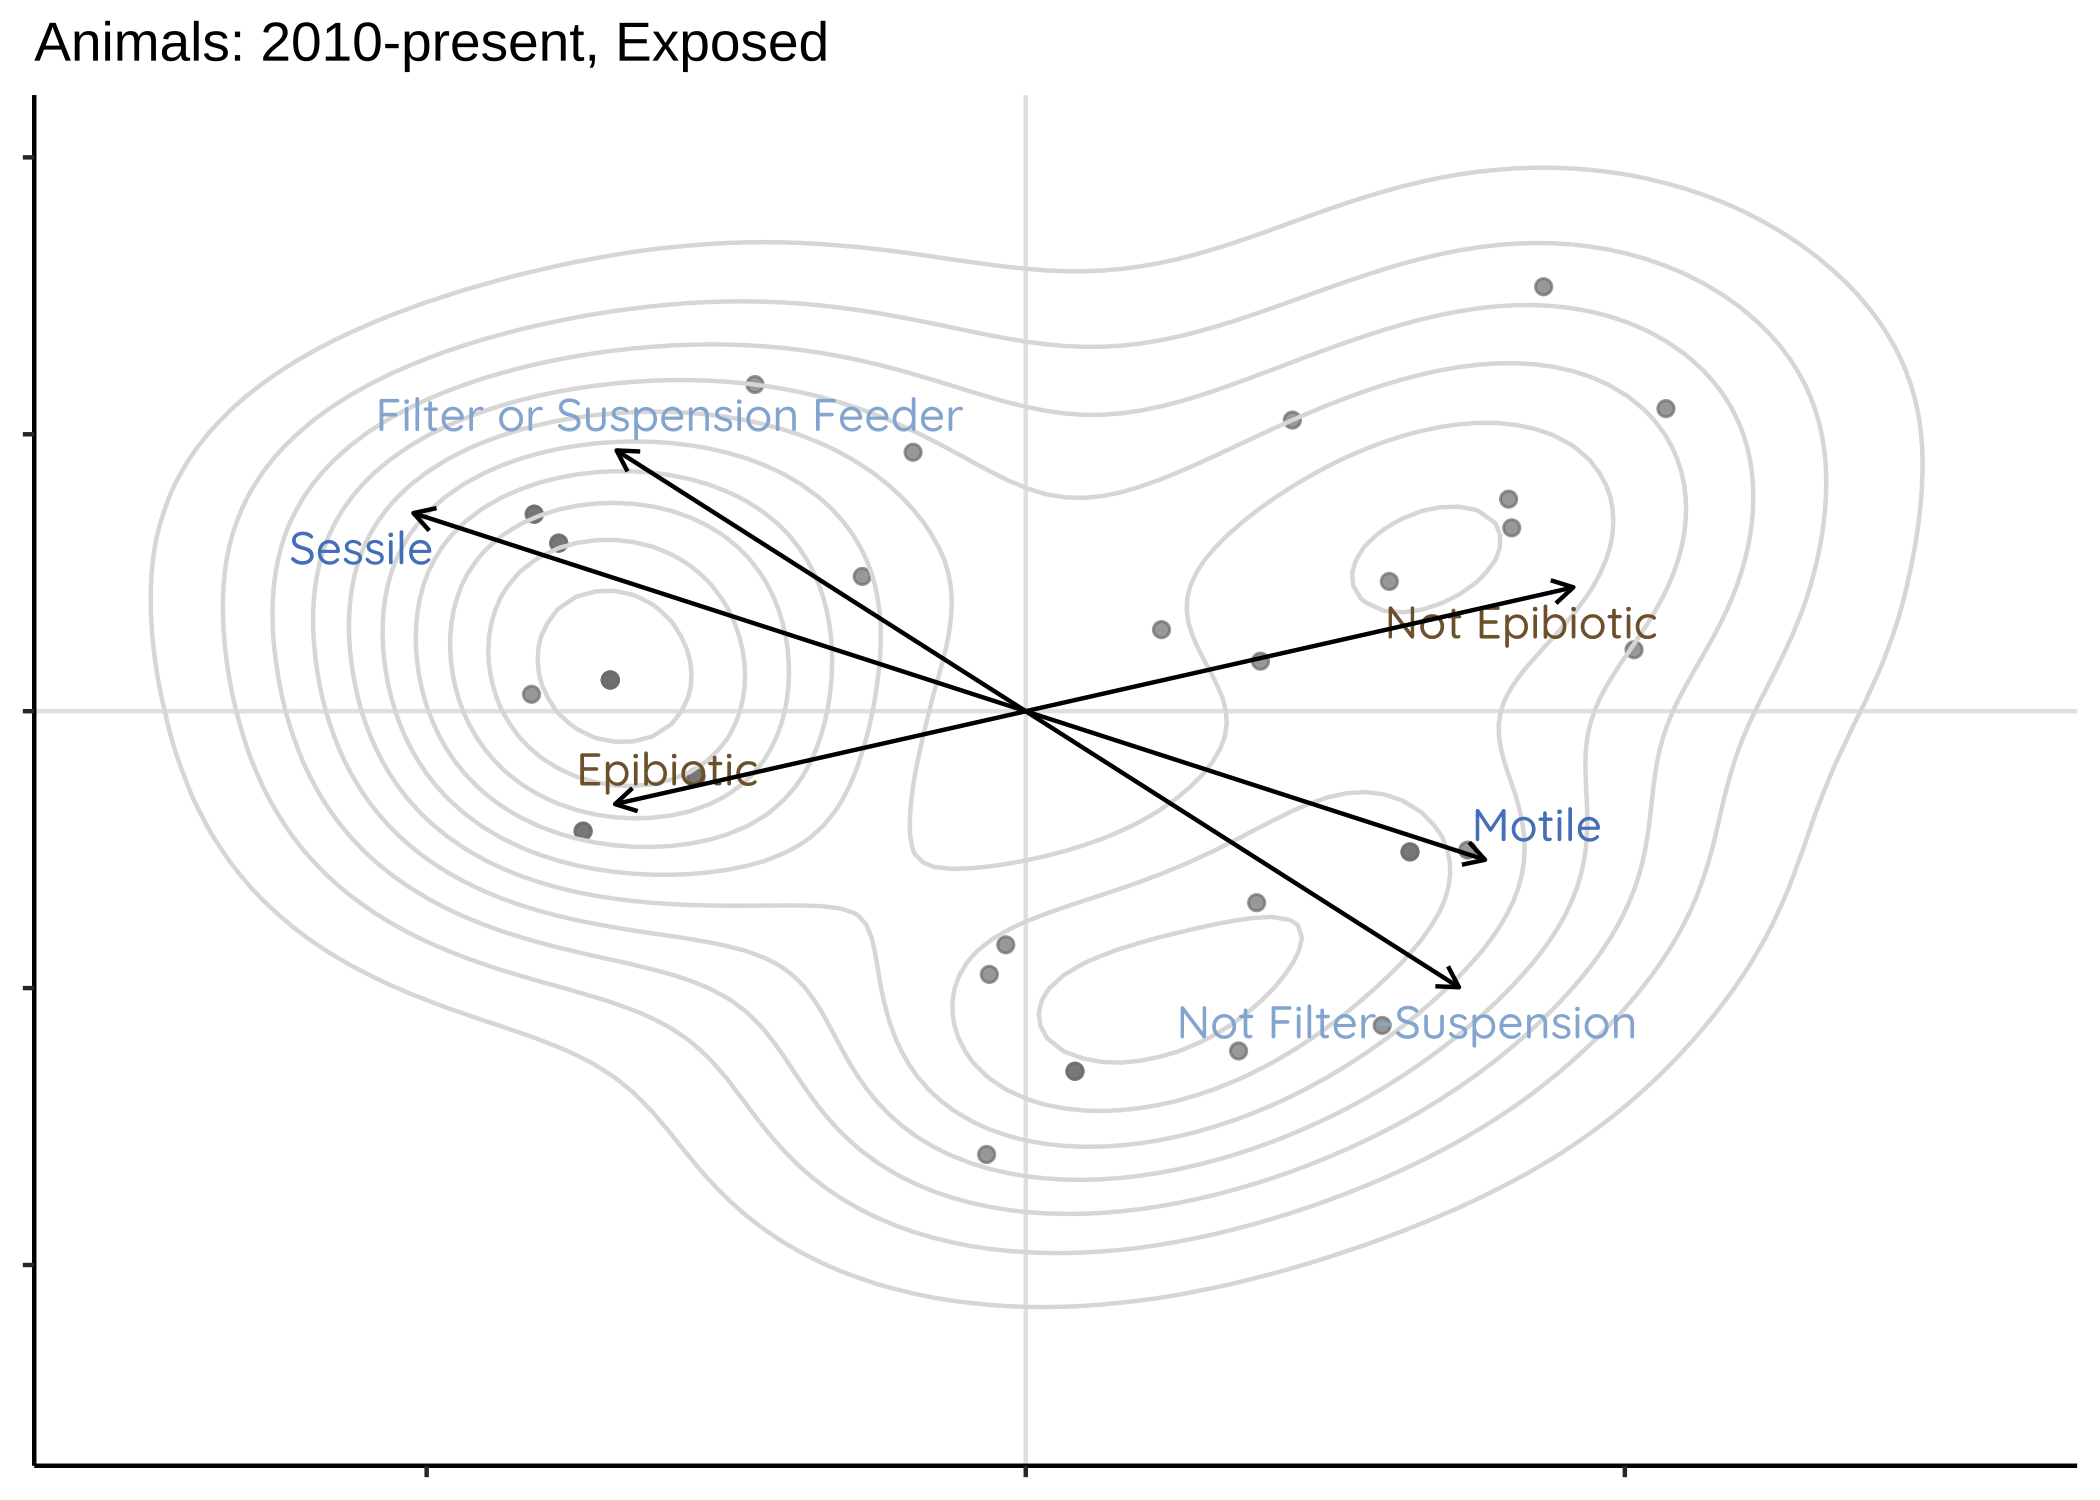 Animals: 2010-present, Exposed
Filter or Suspension Feeder
Sessile
Not Epibiotic
Epibiotic
Motile
Not Filter-Suspension